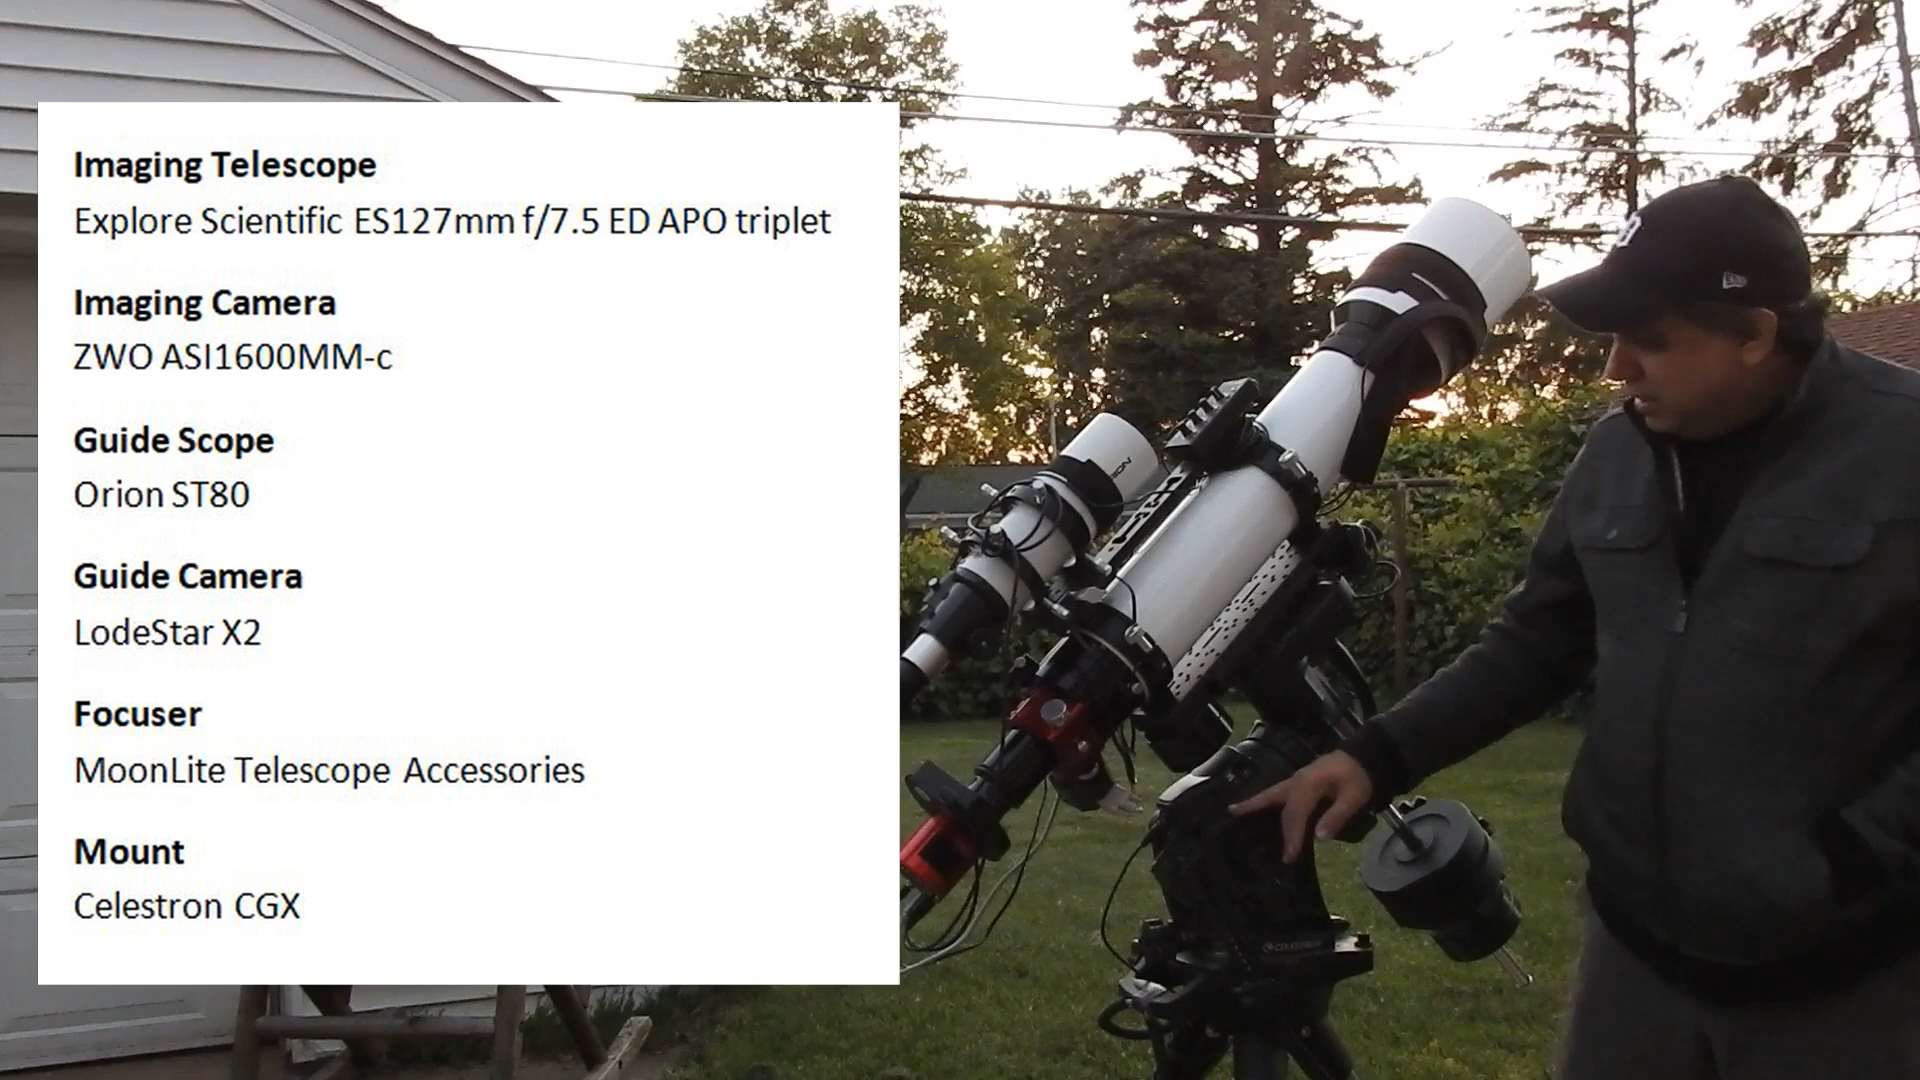 Imaging Telescope
Explore Scientific ES127mm f/7.5 ED APO triplet
Imaging Camera
ZWO ASI1600MM-c
Guide Scope
Orion ST80
Guide Camera
LodeStar X2
Focuser
MoonLite Telescope Accessories
Mount
Celestron CGX
CELESTRON